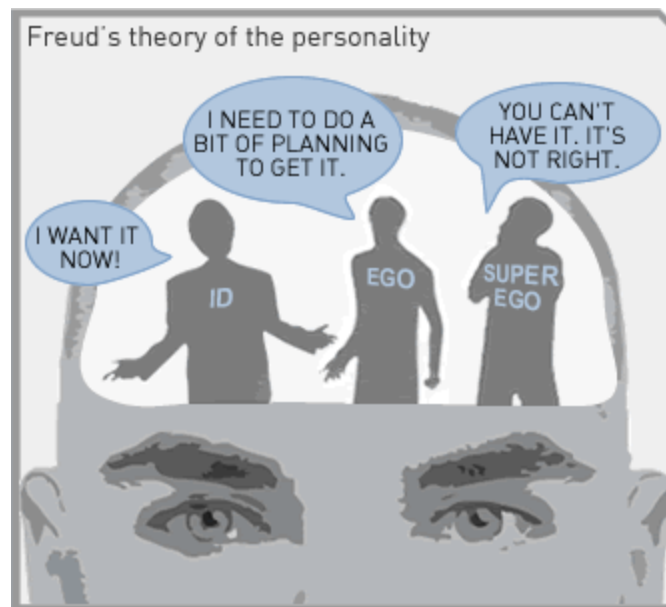 Freud's theory of the personality
I WANT IT
NOW!
I NEED TO DO A
BIT OF PLANNING
TO GET IT.
YOU CAN'T
HAVE IT. IT'S
NOT RIGHT.
ID
EGO
SUPER
EGO